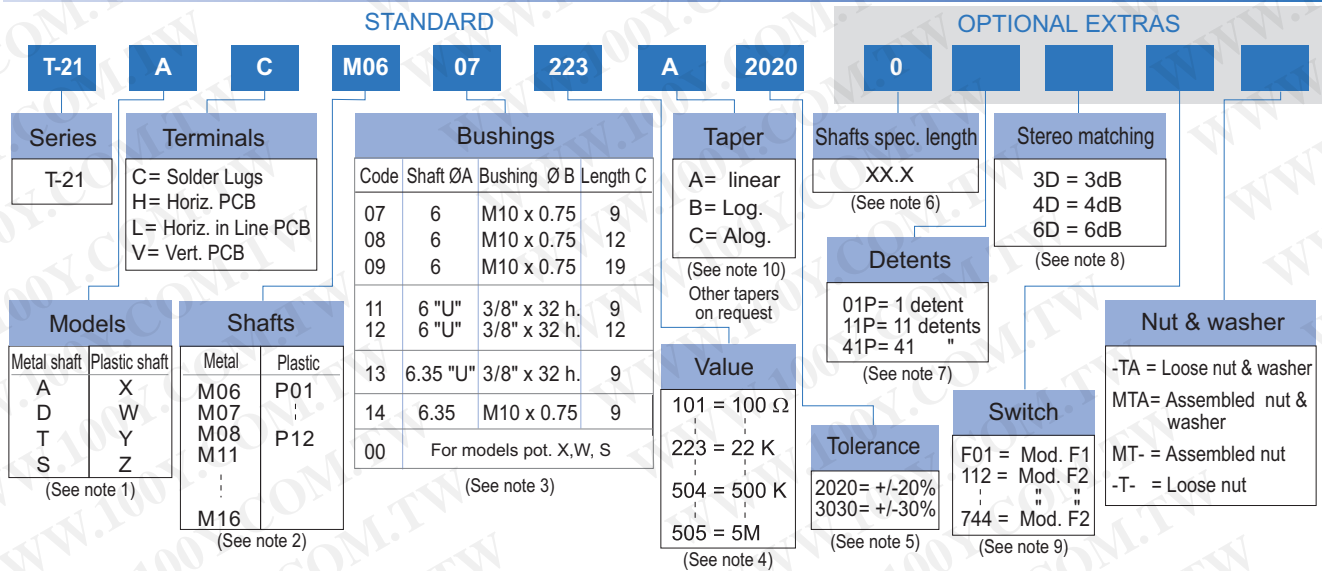 STANDARD
OPTIONAL EXTRAS
T-21 A C M06 07 223 A 2020 0
Series
T-21
Terminals
C= Solder Lugs
H= Horiz. PCB
L= Horiz. in Line PCB
V= Vert. PCB
Models
Metal shaft Plastic shaft
A X
D W
T Y
S Z
(See note 1)
Shafts
Metal Plastic
M06 P01
M07
M08 P12
M11
M16
(See note 2)
Bushings
Code Shaft ØA Bushing Ø B Length C
07 6 M10 x 0.75 9
08 6 M10 x 0.75 12
09 6 M10 x 0.75 19
11 6 "U" 3/8" x 32 h. 9
12 6 "U" 3/8" x 32 h. 12
13 6.35 "U" 3/8" x 32 h. 9
14 6.35 M10 x 0.75 9
00 For models pot. X,W, S
(See note 3)
Taper
A= linear
B= Log.
C= Alog.
(See note 10)
Other tapers
on request
Value
101 = 100 Ω
223 = 22 K
504 = 500 K
505 = 5M
(See note 4)
Tolerance
2020= +/-20%
3030= +/-30%
(See note 5)
Shafts spec. length
XX.X
(See note 6)
Detents
01P= 1 detent
11P= 11 detents
41P= 41 "
(See note 7)
Stereo matching
3D = 3dB
4D = 4dB
6D = 6dB
(See note 8)
Switch
F01 = Mod. F1
112 = Mod. F2
" "
744 = Mod. F2
(See note 9)
Nut & washer
-TA = Loose nut & washer
MTA= Assembled nut &
washer
MT- = Assembled nut
-T- = Loose nut
WWW.100Y.COM.TW